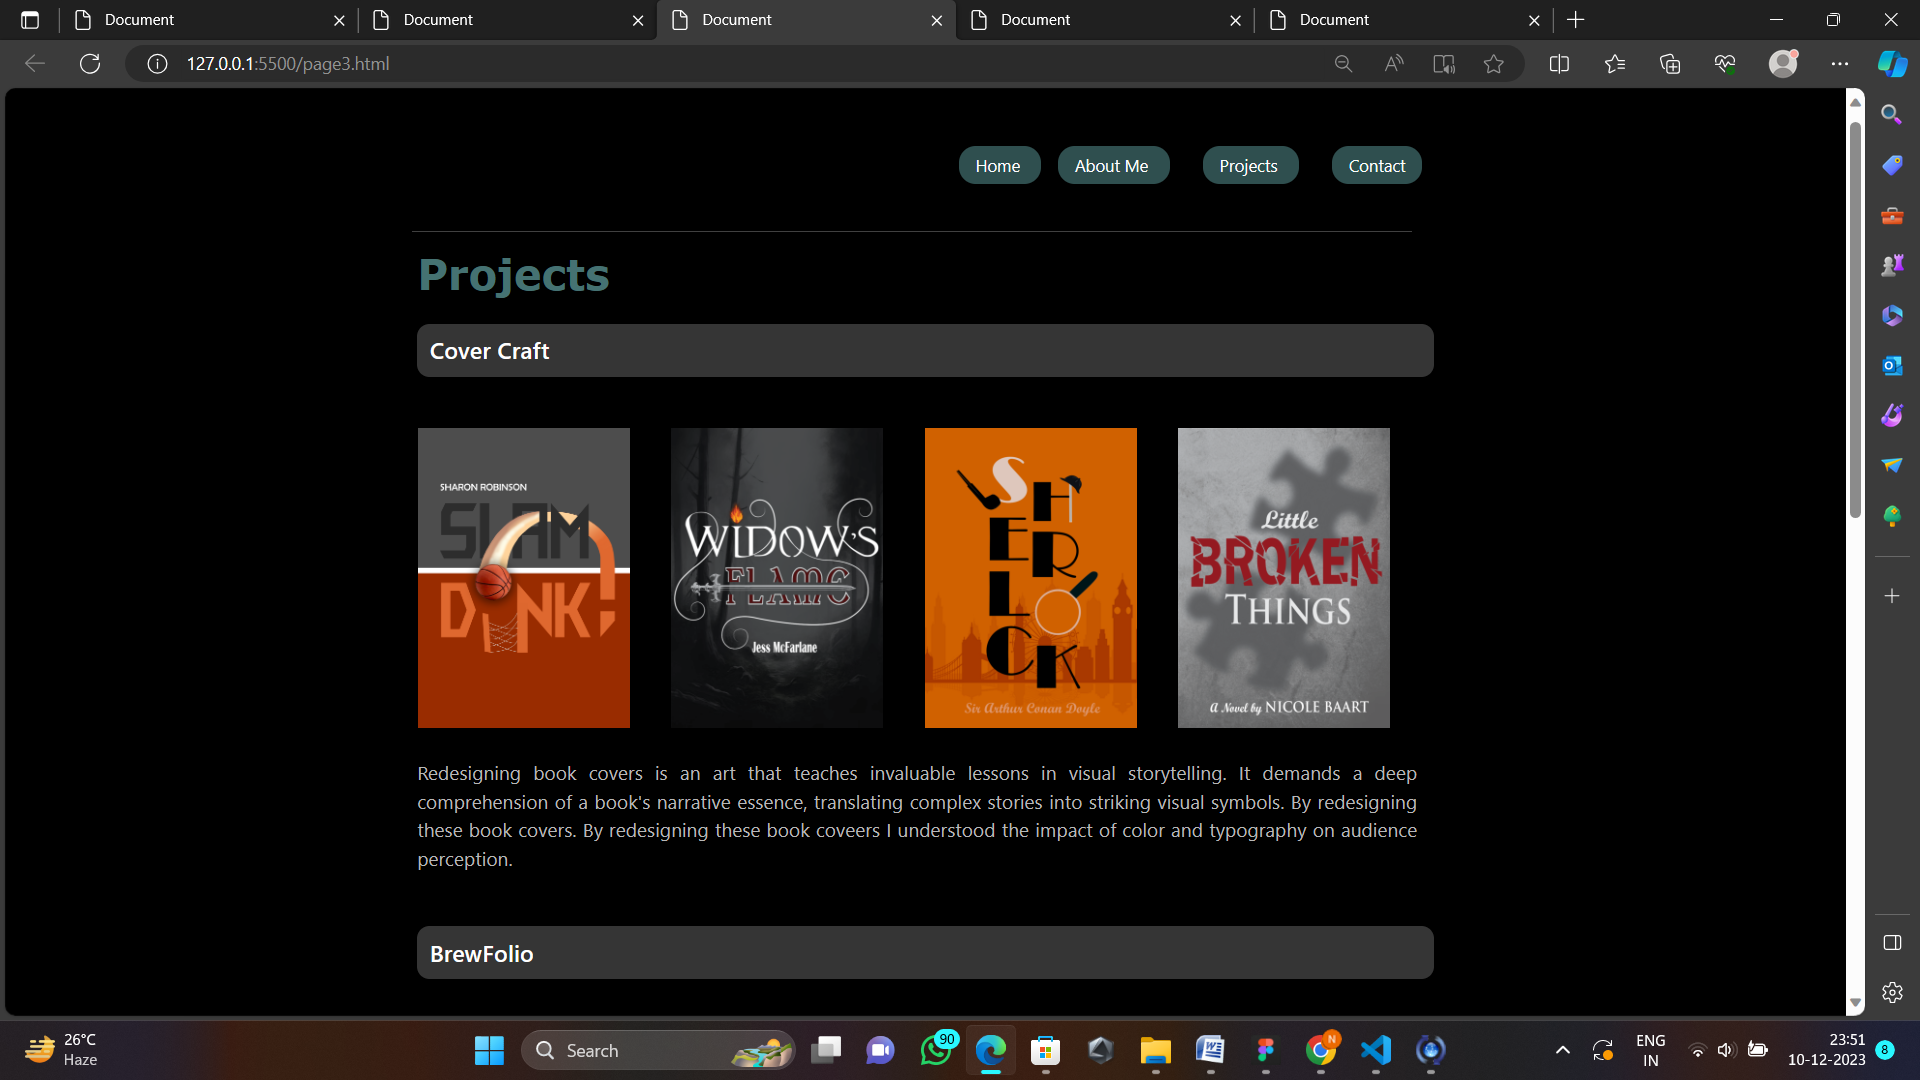 Document
Document
Document
Document
Document
127.0.0.1:5500/page3.html
Home About Me Projects Contact
Projects
Cover Craft
SHARON ROBINSON
SLAM
DUNK!
WIDOW'S
FLAME
Jess McFarlane
SHERLOCK
Sir Arthur Conan Doyle
Little
BROKEN
THINGS
A Novel by NICOLE BAART
Redesigning book covers is an art that teaches invaluable lessons in visual storytelling. It demands a deep
comprehension of a book's narrative essence, translating complex stories into striking visual symbols. By redesigning
these book covers. By redesigning these book coveers I understood the impact of color and typography on audience
perception.
BrewFolio
26°C
Haze
Search
90
N
ENG
IN
23:51
10-12-2023
8